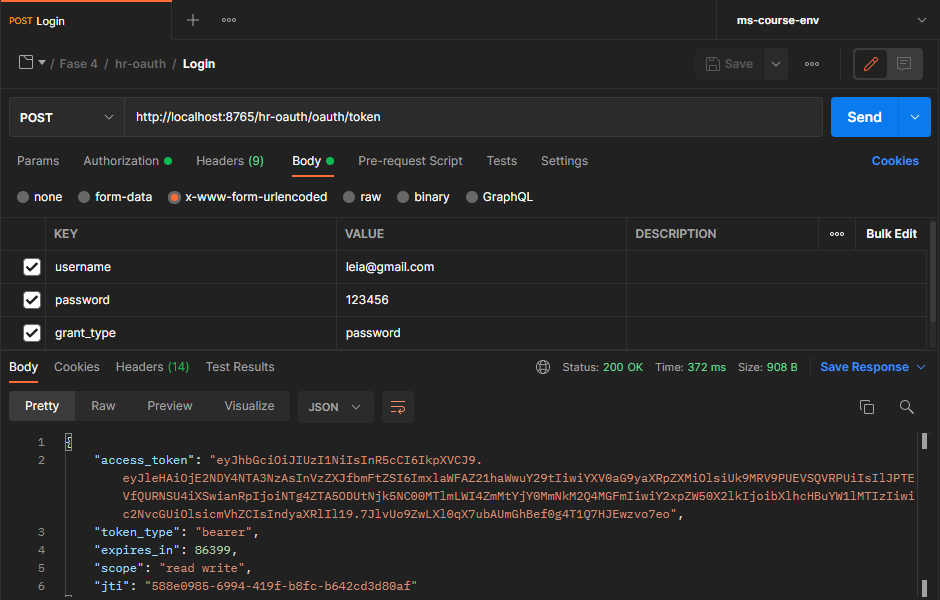 POST Login
ms-course-env
/ Fase 4 / hr-oauth / Login
Save
POST http://localhost:8765/hr-oauth/oauth/token Send
Params Authorization Headers (9) Body Pre-request Script Tests Settings Cookies
none form-data x-www-form-urlencoded raw binary GraphQL
KEY VALUE DESCRIPTION Bulk Edit
username leia@gmail.com
password 123456
grant_type password
Body Cookies Headers (14) Test Results Status: 200 OK Time: 372 ms Size: 908 B Save Response
Pretty Raw Preview Visualize JSON
1 {
2 "access_token": "eyJhbGciOiJIUzI1NiIsInR5cCI6IkpXVCJ9.
eyJleHAiOjE2NDY4NTA3NzAsInVzZXJfbmFtZSI6ImxlaWFAZ21haWwuY29tIiwiYXV0aG9yaXRpZXMiOlsiUk9MRV9PUEVSQVRPUiIsIlJPTE
VfQURNSU4iXSwianRpIjoiNTg4ZTA5ODUtNjk5NC00MTlmLWI4ZmMtYjY0MmNkM2Q4MGFmIiwiY2xpZW50X2lkIjoibXlhcHBuYW1lMTIzIiwi
c2NvcGUiOlsicmVhZCIsIndyaXRlIl19.7JlvUo9ZwLXl0qX7ubAUmGhBef0g4T1Q7HJEwzvo7eo",
3 "token_type": "bearer",
4 "expires_in": 86399,
5 "scope": "read write",
6 "jti": "588e0985-6994-419f-b8fc-b642cd3d80af"